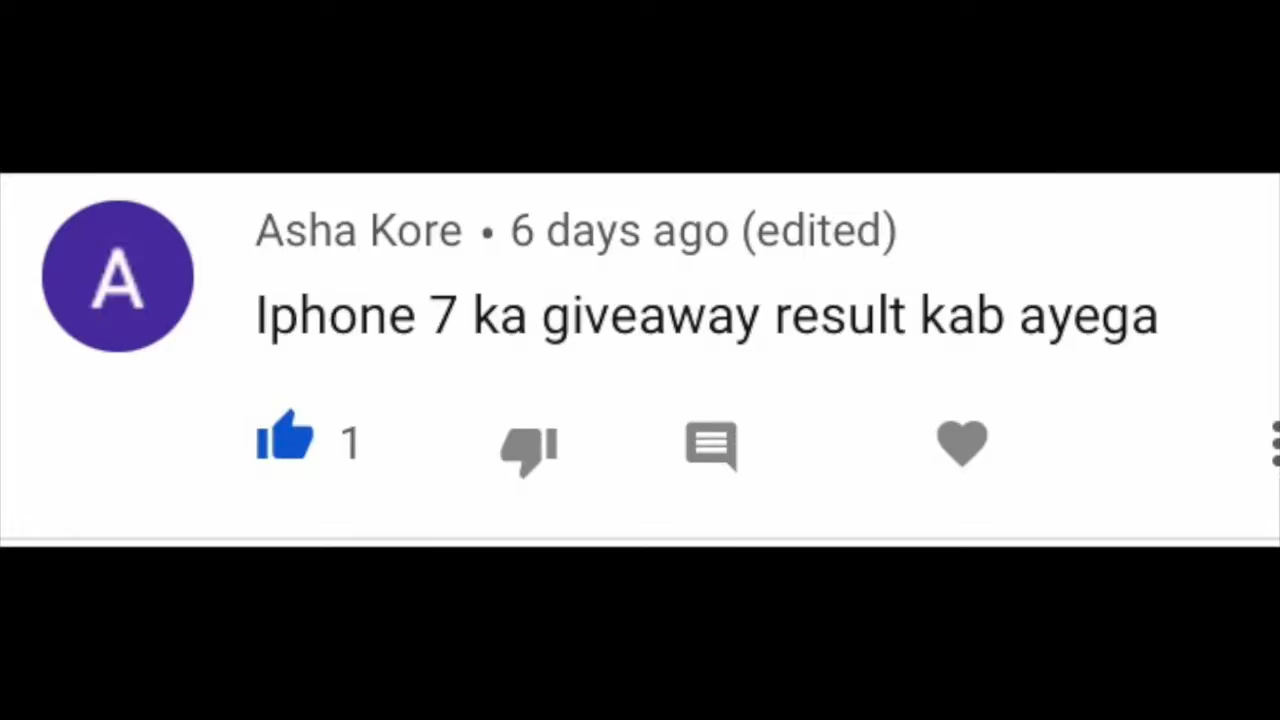 A
Asha Kore • 6 days ago (edited)
Iphone 7 ka giveaway result kab ayega
1